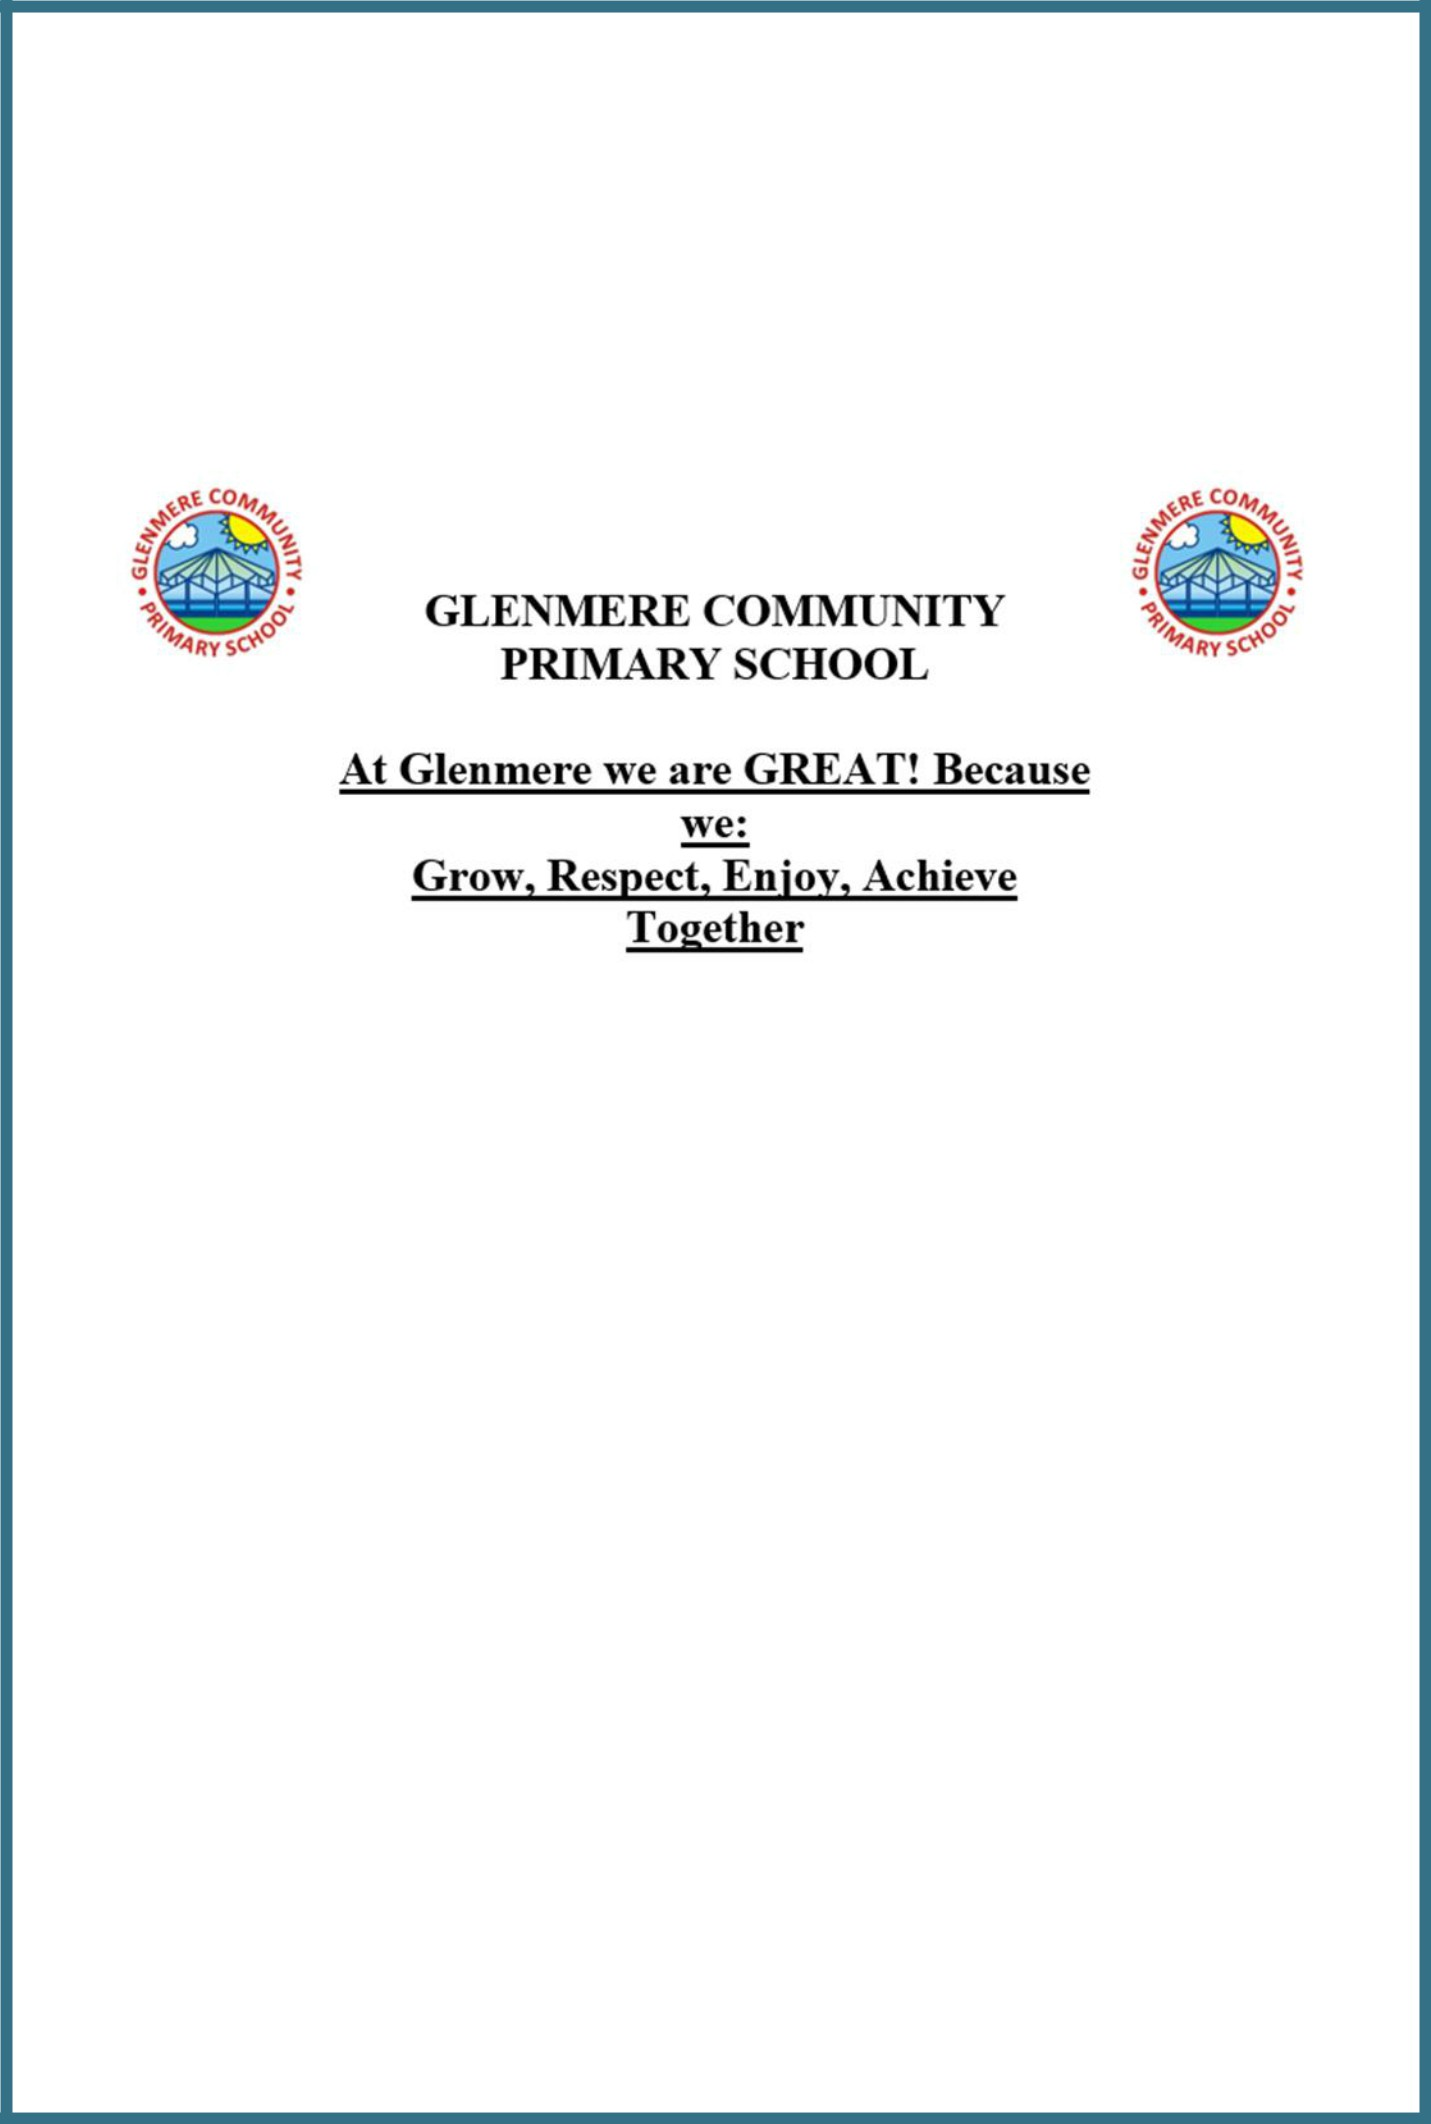 GLENMERE COMMUNITY
• PRIMARY SCHOOL •
GLENMERE COMMUNITY
• PRIMARY SCHOOL •
GLENMERE COMMUNITY
PRIMARY SCHOOL
At Glenmere we are GREAT! Because
we:
Grow, Respect, Enjoy, Achieve
Together